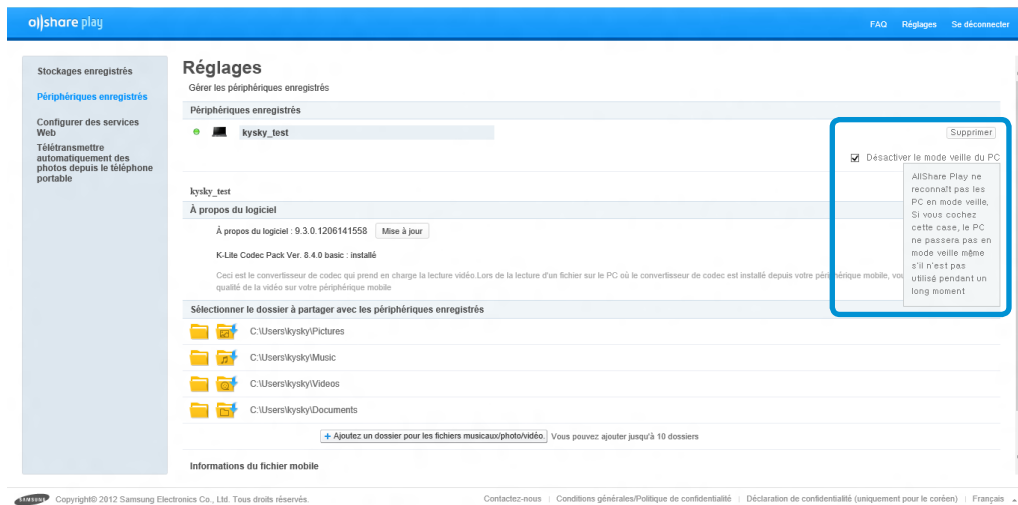 allshare play
FAQ Réglages Se déconnecter
Stockages enregistrés
Périphériques enregistrés
Configurer des services
Web
Télétransmettre
automatiquement des
photos depuis le téléphone
portable
Réglages
Gérer les périphériques enregistrés
Périphériques enregistrés
kysky_test
Supprimer
Désactiver le mode veille du PC
AllShare Play ne
reconnaît pas les
PC en mode veille,
Si vous cochez
cette case, le PC
ne passera pas en
mode veille même
s'il n'est pas
utilisé pendant un
long moment
kysky_test
À propos du logiciel
À propos du logiciel : 9.3.0.1206141558 Mise à jour
K-Lite Codec Pack Ver. 8.4.0 basic : installé
Ceci est le convertisseur de codec qui prend en charge la lecture vidéo.Lors de la lecture d'un fichier sur le PC où le convertisseur de codec est installé depuis votre périphérique mobile, vou
qualité de la vidéo sur votre périphérique mobile
Sélectionner le dossier à partager avec les périphériques enregistrés
C:\Users\kysky\Pictures
C:\Users\kysky\Music
C:\Users\kysky\Videos
C:\Users\kysky\Documents
+ Ajoutez un dossier pour les fichiers musicaux/photo/vidéo. Vous pouvez ajouter jusqu'à 10 dossiers
Informations du fichier mobile
SAMSUNG Copyright© 2012 Samsung Electronics Co., Ltd. Tous droits réservés.
Contactez-nous | Conditions générales/Politique de confidentialité | Déclaration de confidentialité (uniquement pour le coréen) | Français